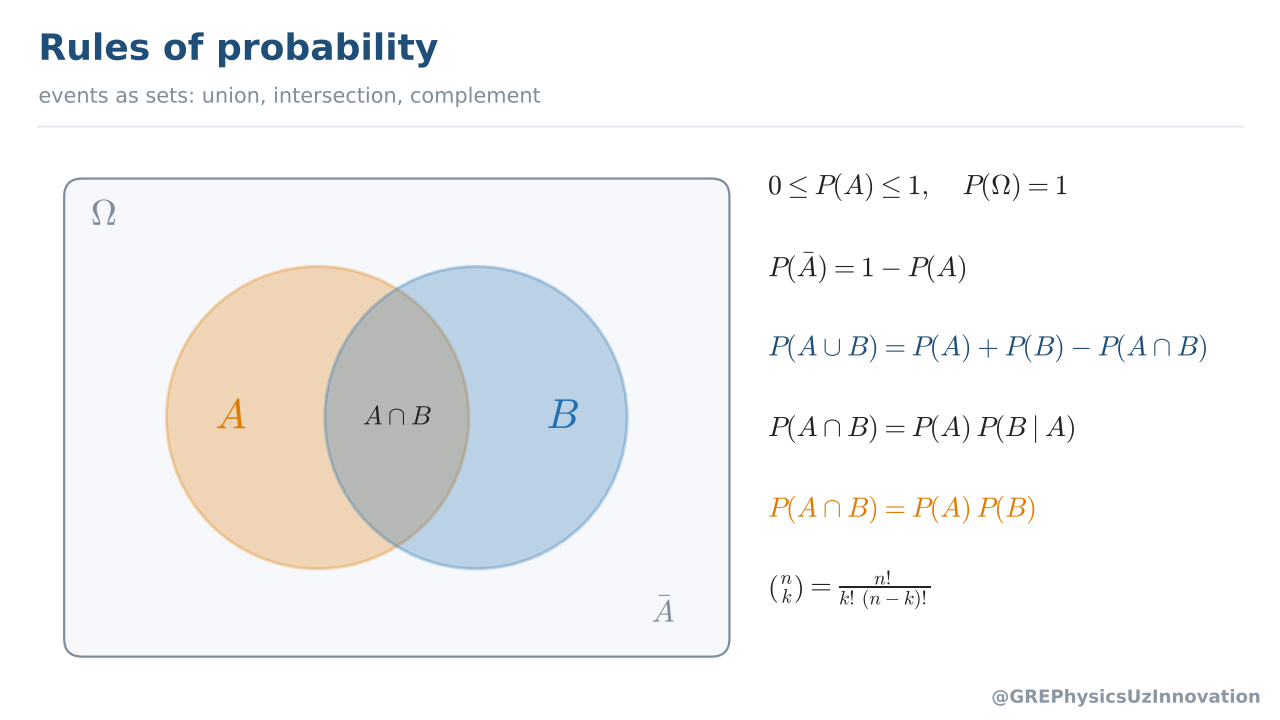 Rules of probability
events as sets: union, intersection, complement
Ω
A
A ∩ B
B
Ā
0 ≤ P(A) ≤ 1, P(Ω) = 1
P(Ā) = 1 − P(A)
P(A ∪ B) = P(A) + P(B) − P(A ∩ B)
P(A ∩ B) = P(A) P(B | A)
P(A ∩ B) = P(A) P(B)
(n k) = n! / k! (n − k)!
@GREPhysicsUzInnovation